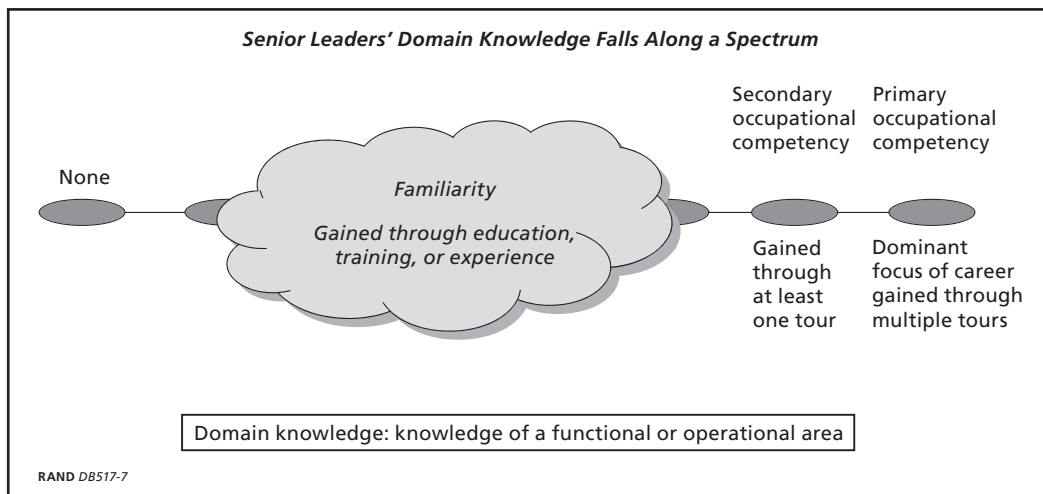 Senior Leaders’ Domain Knowledge Falls Along a Spectrum
None
Familiarity
Gained through education,
training, or experience
Secondary
occupational
competency
Gained
through
at least
one tour
Primary
occupational
competency
Dominant
focus of career
gained through
multiple tours
Domain knowledge: knowledge of a functional or operational area
RAND DB517-7